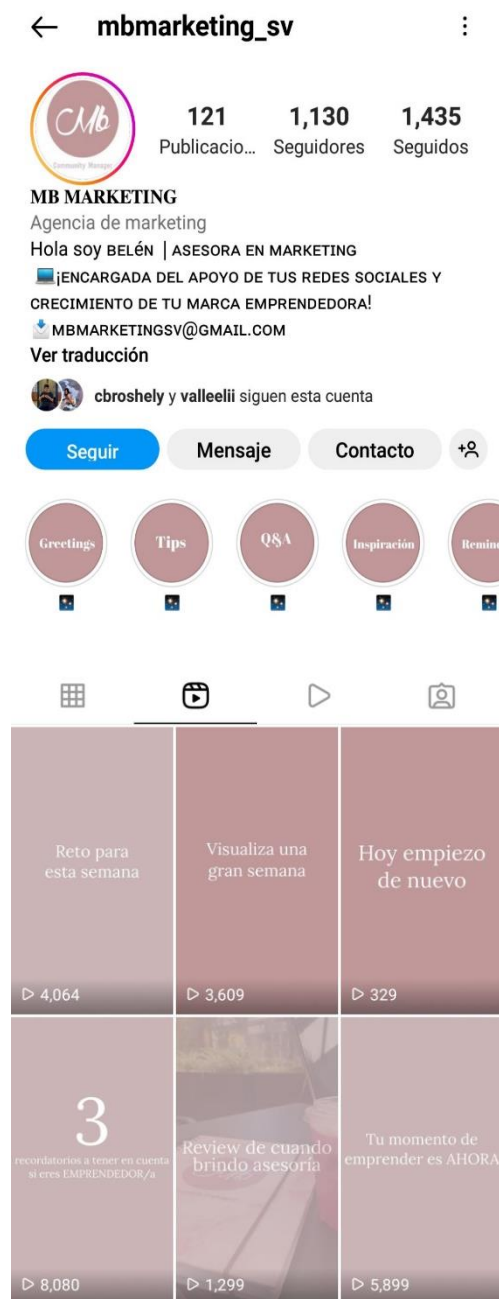 mbmarketing_sv
Mb
Community Manager
121
1,130
1,435
Publicacio...
Seguidores
Seguidos
MB MARKETING
Agencia de marketing
Hola soy BELéN | ASESORA EN MARKETING
¡ENCARGADA DEL APOYO DE TUS REDES SOCIALES Y
CRECIMIENTO DE TU MARCA EMPRENDEDORA!
MBMARKETINGSV@GMAIL.COM
Ver traducción
cbroshely y valleelii siguen esta cuenta
Seguir
Mensaje
Contacto
Greetings
Tips
Q&A
Inspiración
Remin
Reto para
esta semana
4,064
Visualiza una
gran semana
3,609
Hoy empiezo
de nuevo
329
3
recordatorios a tener en cuenta
si eres EMPRENDEDOR/a
8,080
Review de cuando
brindo asesoría
1,299
Tu momento de
emprender es AHORA
5,899